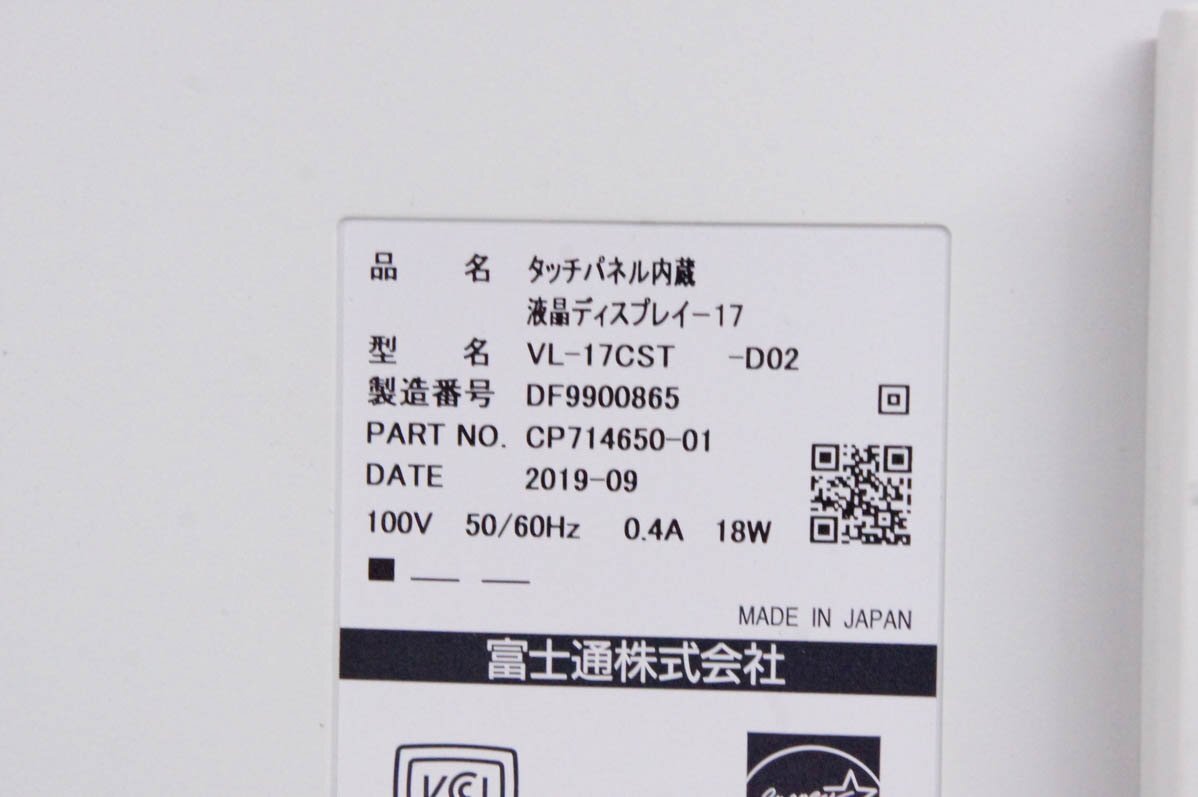 品 名 タッチパネル内蔵
液晶ディスプレイ-17
型 名 VL-17CST -D02
製造番号 DF9900865
PART NO. CP714650-01
DATE 2019-09
100V 50/60Hz 0.4A 18W
MADE IN JAPAN
富士通株式会社